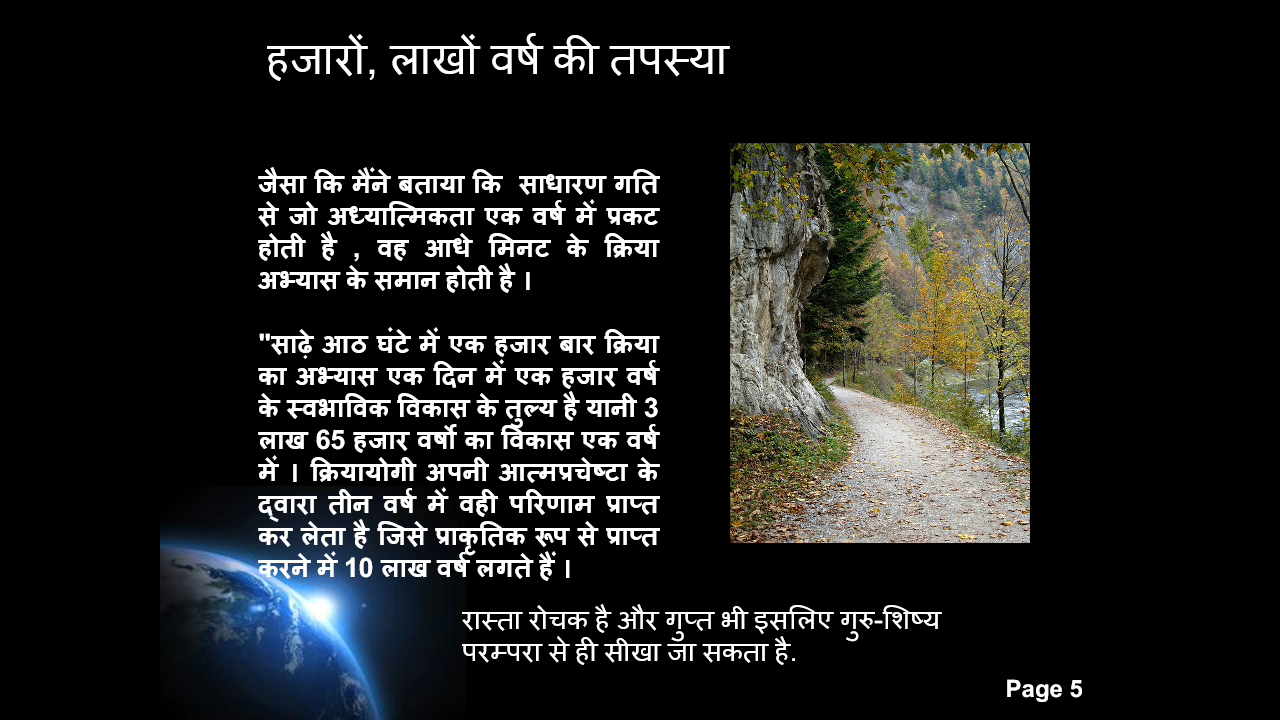 हजारों, लाखों वर्ष की तपस्या
जैसा कि मैंने बताया कि साधारण गति
से जो अध्यात्मिकता एक वर्ष में प्रकट
होती है , वह आधे मिनट के क्रिया
अभ्यास के समान होती है ।
"साढ़े आठ घंटे में एक हजार बार क्रिया
का अभ्यास एक दिन में एक हजार वर्ष
के स्वभाविक विकास के तुल्य है यानी 3
लाख 65 हजार वर्षो का विकास एक वर्ष
में । क्रियायोगी अपनी आत्मप्रचेष्टा के
द्वारा तीन वर्ष में वही परिणाम प्राप्त
कर लेता है जिसे प्राकृतिक रूप से प्राप्त
करने में 10 लाख वर्ष लगते हैं ।
रास्ता रोचक है और गुप्त भी इसलिए गुरु-शिष्य
परम्परा से ही सीखा जा सकता है.
Page 5